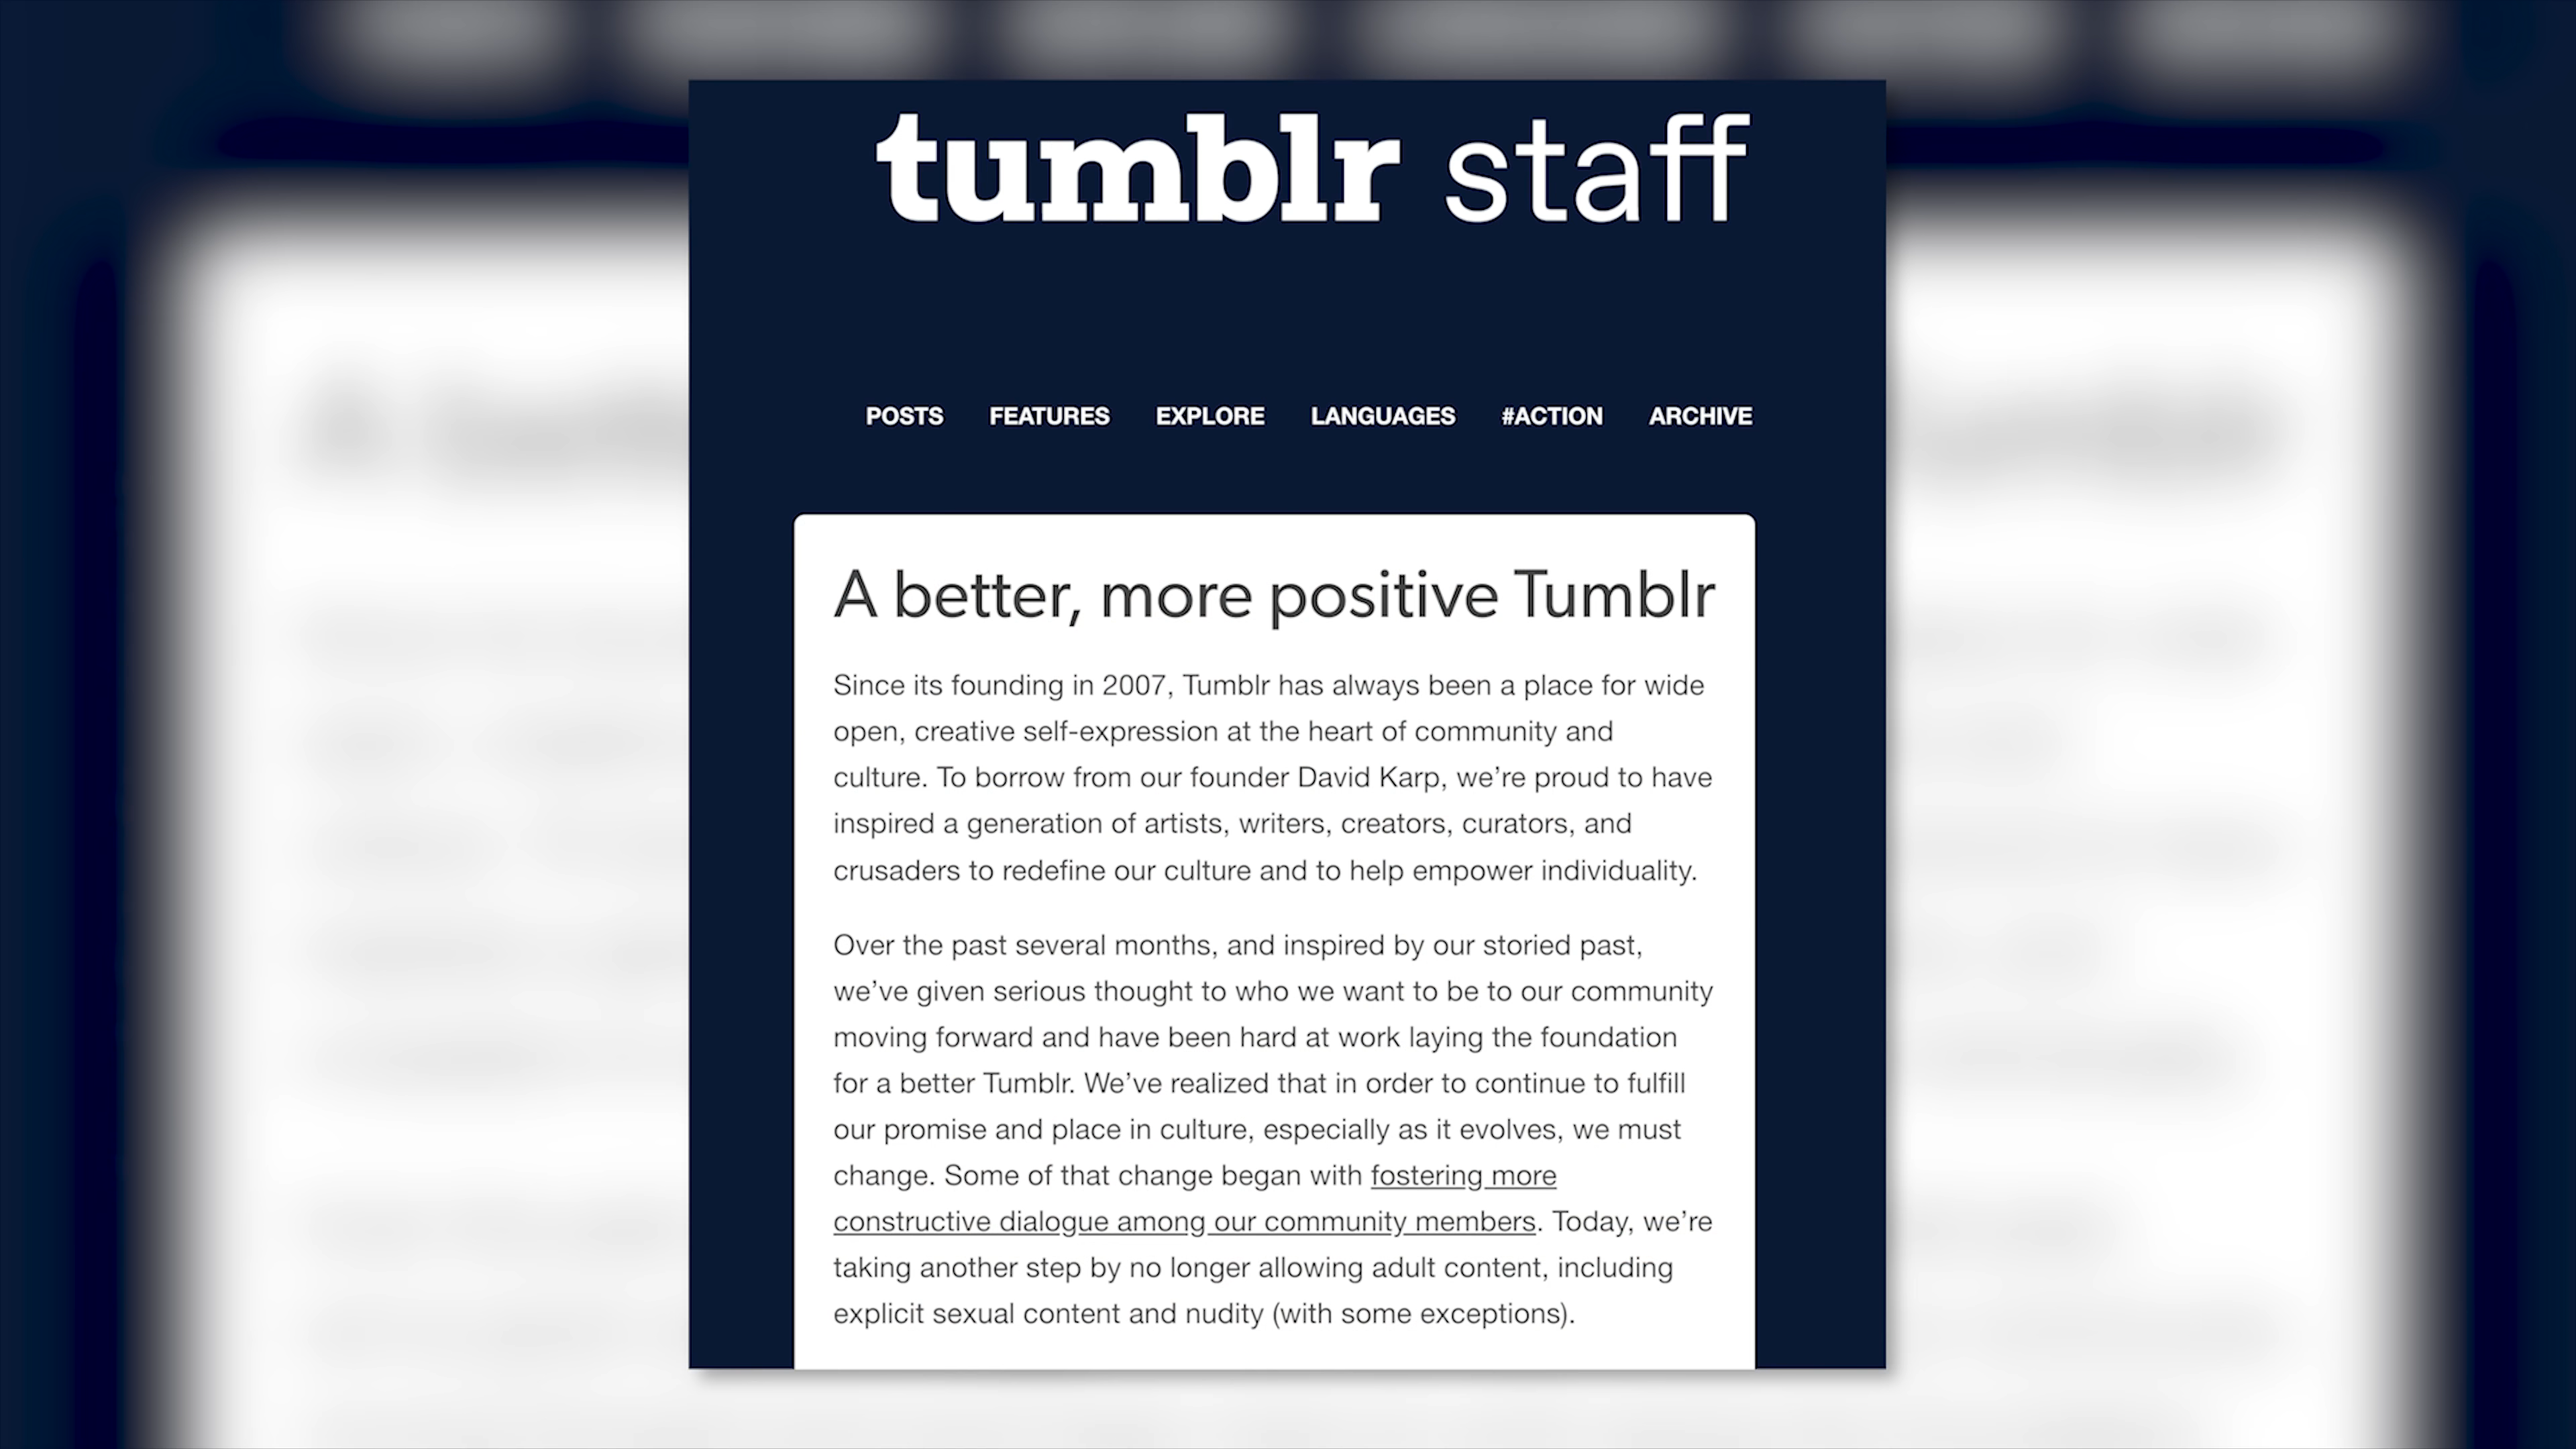 tumblr staff
POSTS FEATURES EXPLORE LANGUAGES #ACTION ARCHIVE
A better, more positive Tumblr
Since its founding in 2007, Tumblr has always been a place for wide
open, creative self-expression at the heart of community and
culture. To borrow from our founder David Karp, we’re proud to have
inspired a generation of artists, writers, creators, curators, and
crusaders to redefine our culture and to help empower individuality.
Over the past several months, and inspired by our storied past,
we’ve given serious thought to who we want to be to our community
moving forward and have been hard at work laying the foundation
for a better Tumblr. We’ve realized that in order to continue to fulfill
our promise and place in culture, especially as it evolves, we must
change. Some of that change began with fostering more
constructive dialogue among our community members. Today, we’re
taking another step by no longer allowing adult content, including
explicit sexual content and nudity (with some exceptions).